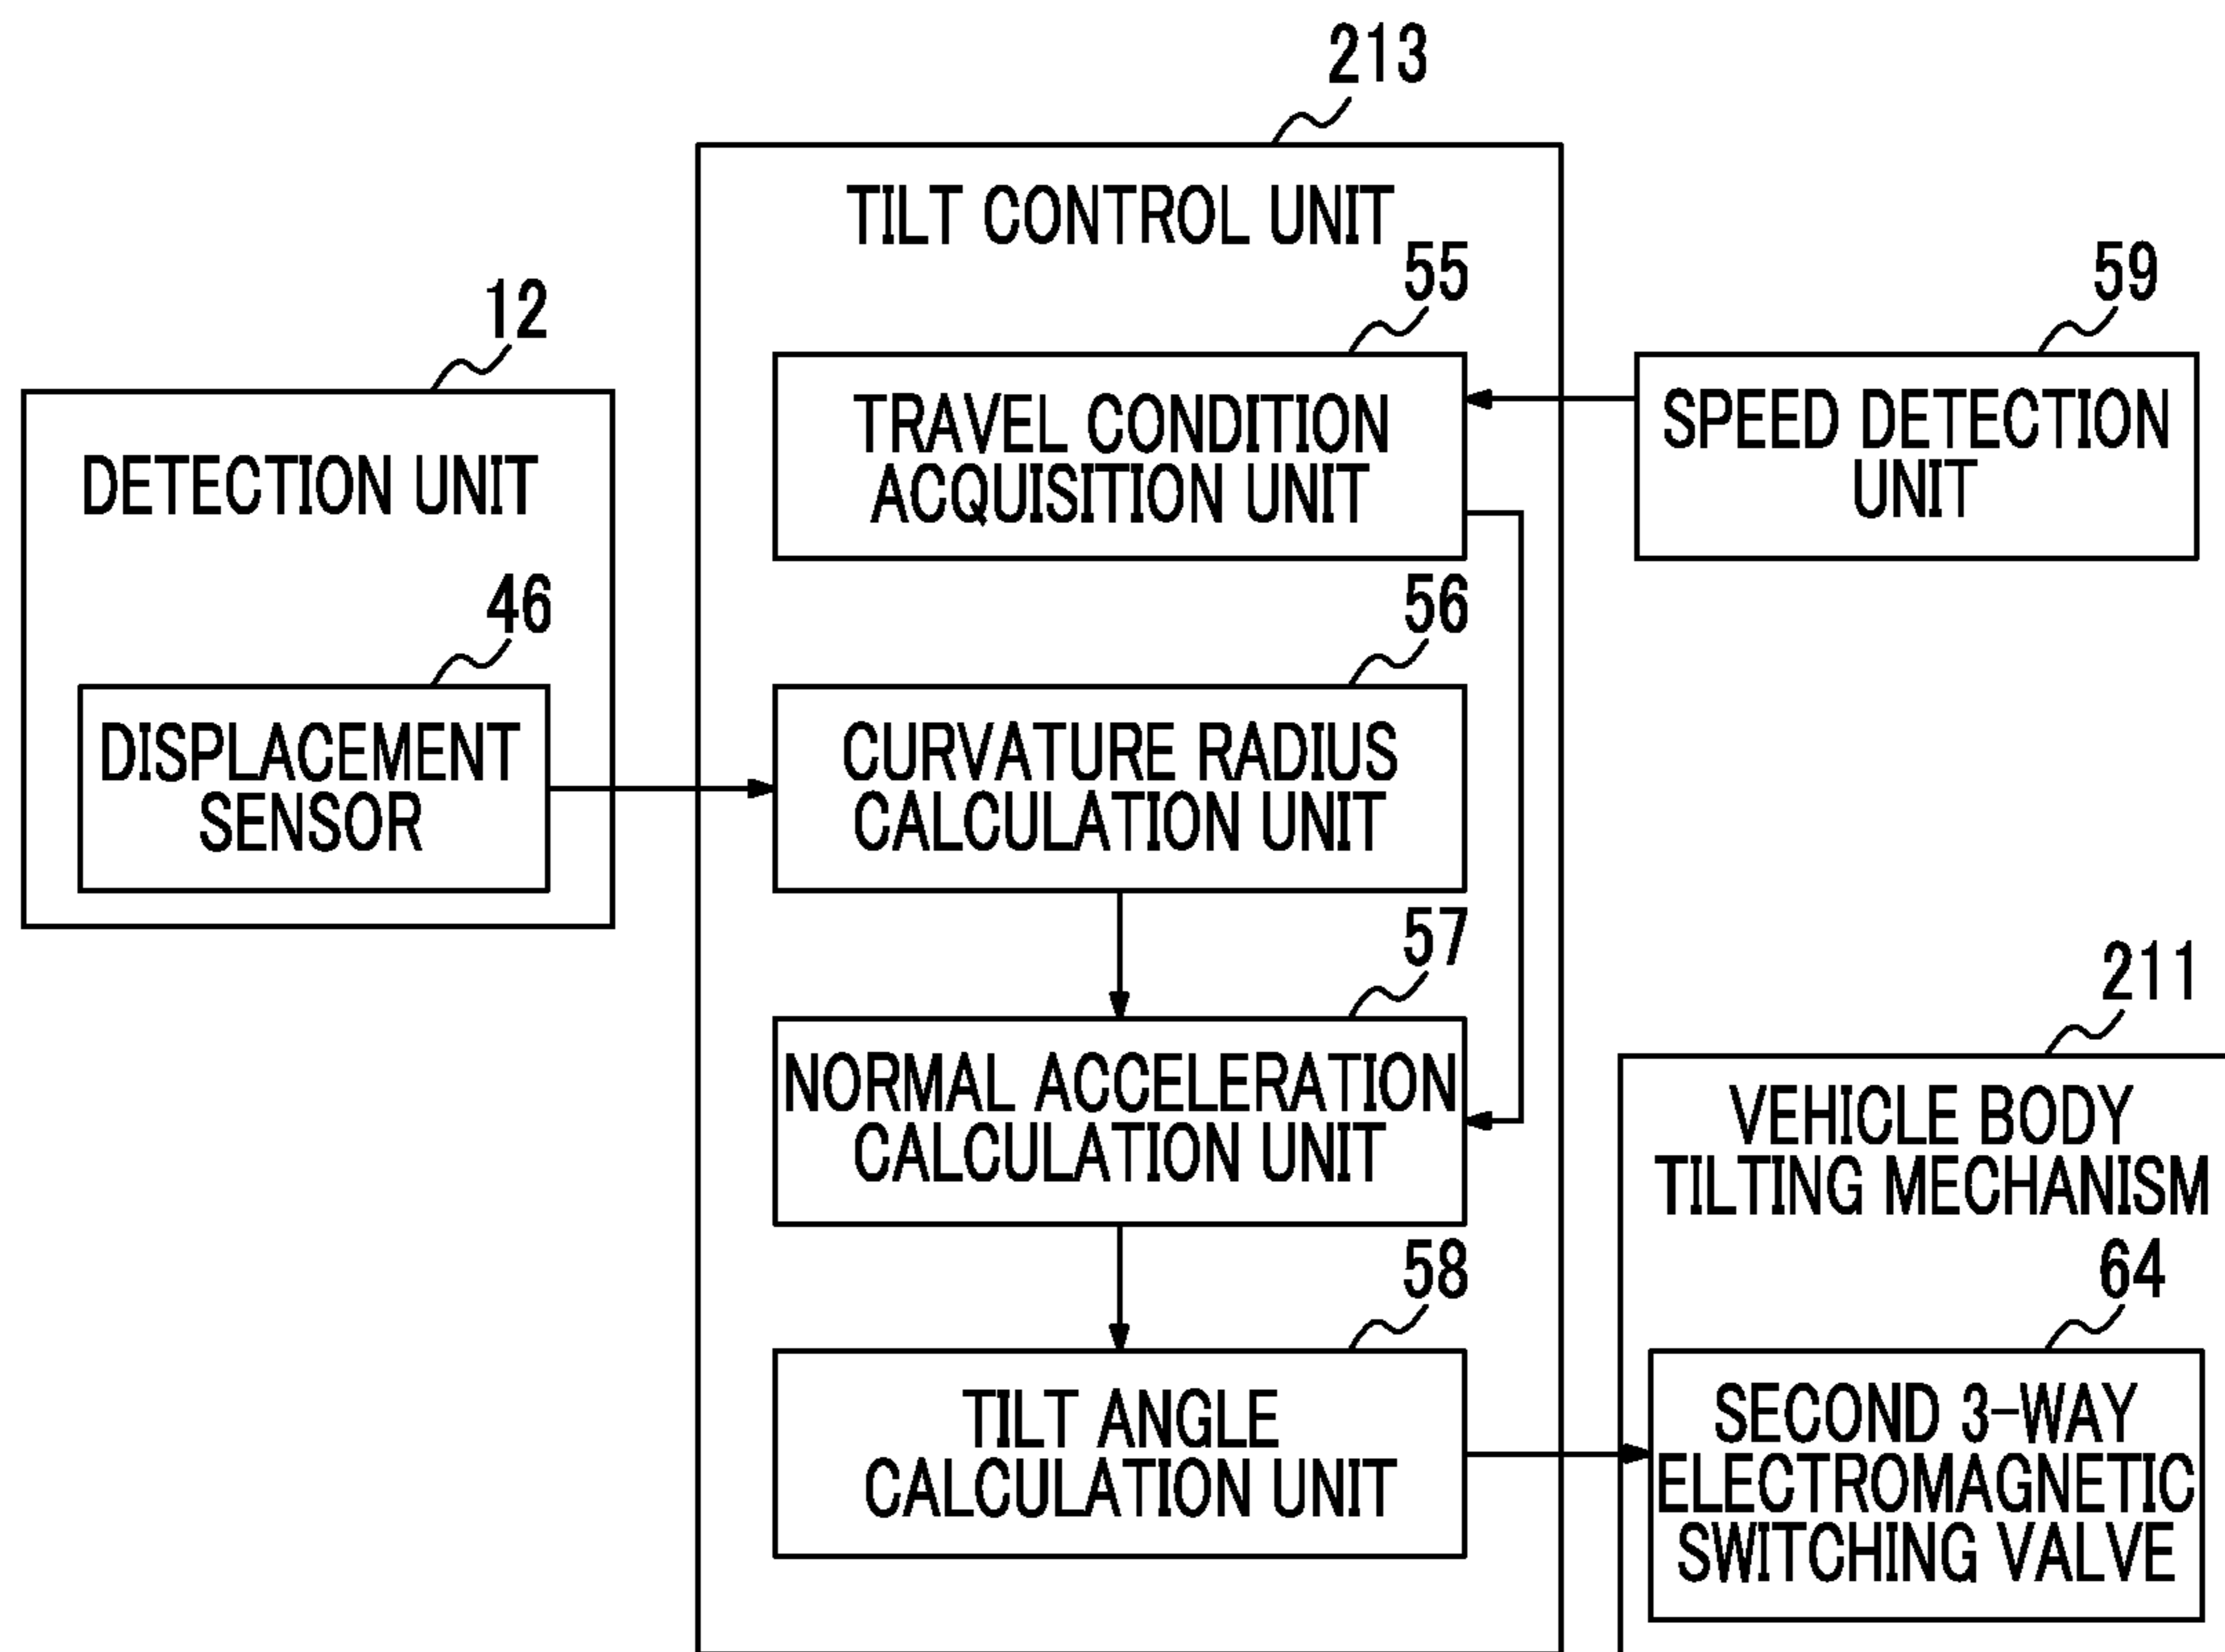 213
TILT CONTROL UNIT
55
59
12
TRAVEL CONDITION
ACQUISITION UNIT
SPEED DETECTION
UNIT
DETECTION UNIT
46
56
DISPLACEMENT
SENSOR
CURVATURE RADIUS
CALCULATION UNIT
57
211
NORMAL ACCELERATION
CALCULATION UNIT
VEHICLE BODY
TILTING MECHANISM
58
64
TILT ANGLE
CALCULATION UNIT
SECOND 3-WAY
ELECTROMAGNETIC
SWITCHING VALVE